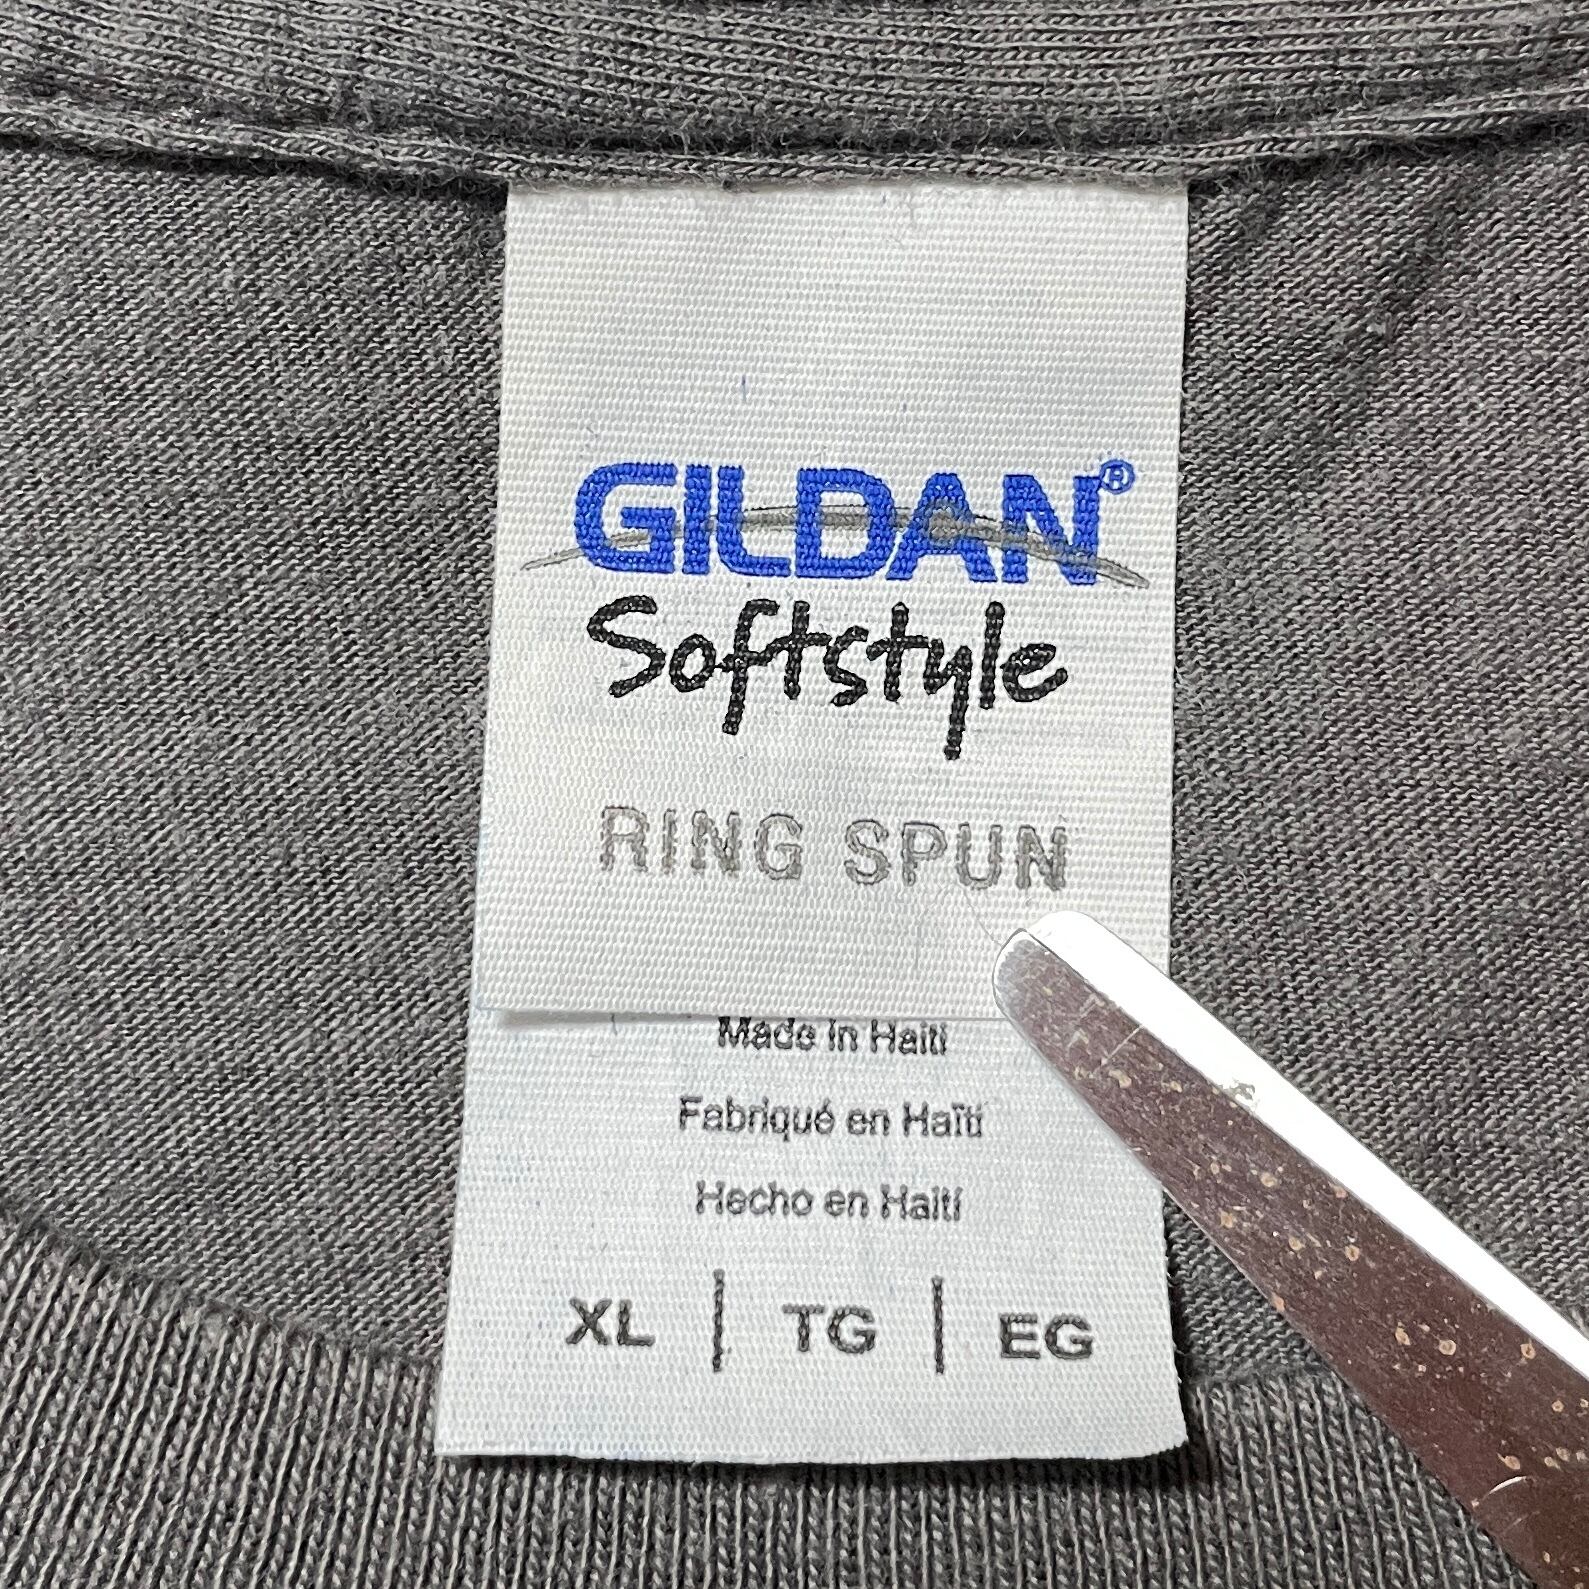 GILDAN®
Softstyle
RING SPUN
Made in Haiti
Fabriqué en Haïti
Hecho en Haití
XL | TG | EG